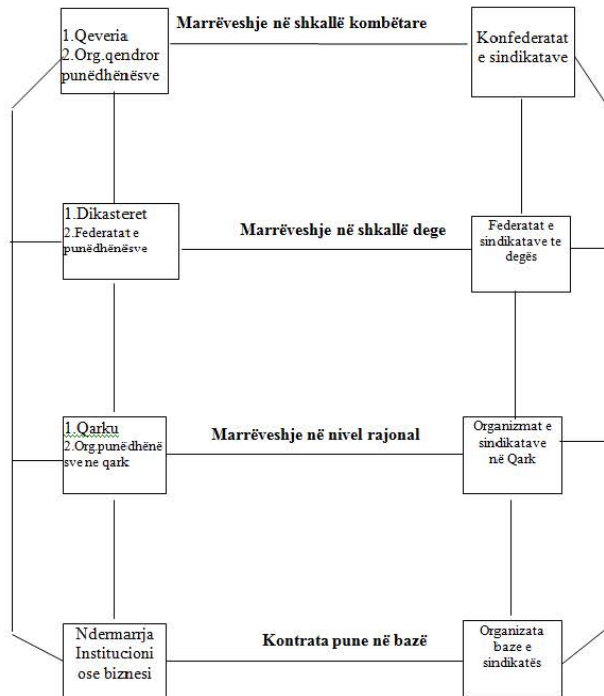 1.Qeveria
2.Org.qendror
punëdhënësve
Marrëveshje në shkallë kombëtare
Konfederatat
e sindikatave
1.Dikasteret
2.Federatat e
punëdhënësve
Marrëveshje në shkallë dege
Federatat e
sindikatave te
degës
1.Qarku
2.Org.punëdhënë
sve ne qark
Marrëveshje në nivel rajonal
Organizmat e
sindikatave
në Qark
Ndermarrja
Institucioni
ose biznesi
Kontrata pune në bazë
Organizata
baze e
sindikatës